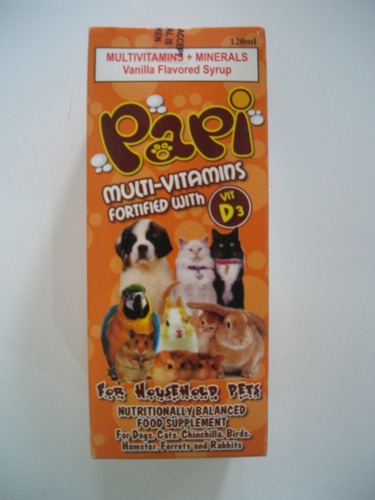 120ml
MULTIVITAMINS + MINERALS
Vanilla Flavored Syrup
Papi
MULTI-VITAMINS
FORTIFIED WITH VIT D3
FOR HOUSEHOLD PETS
NUTRITIONALLY BALANCED
FOOD SUPPLEMENT
For Dogs, Cats, Chinchilla, Birds,
Hamster, Ferrets and Rabbits